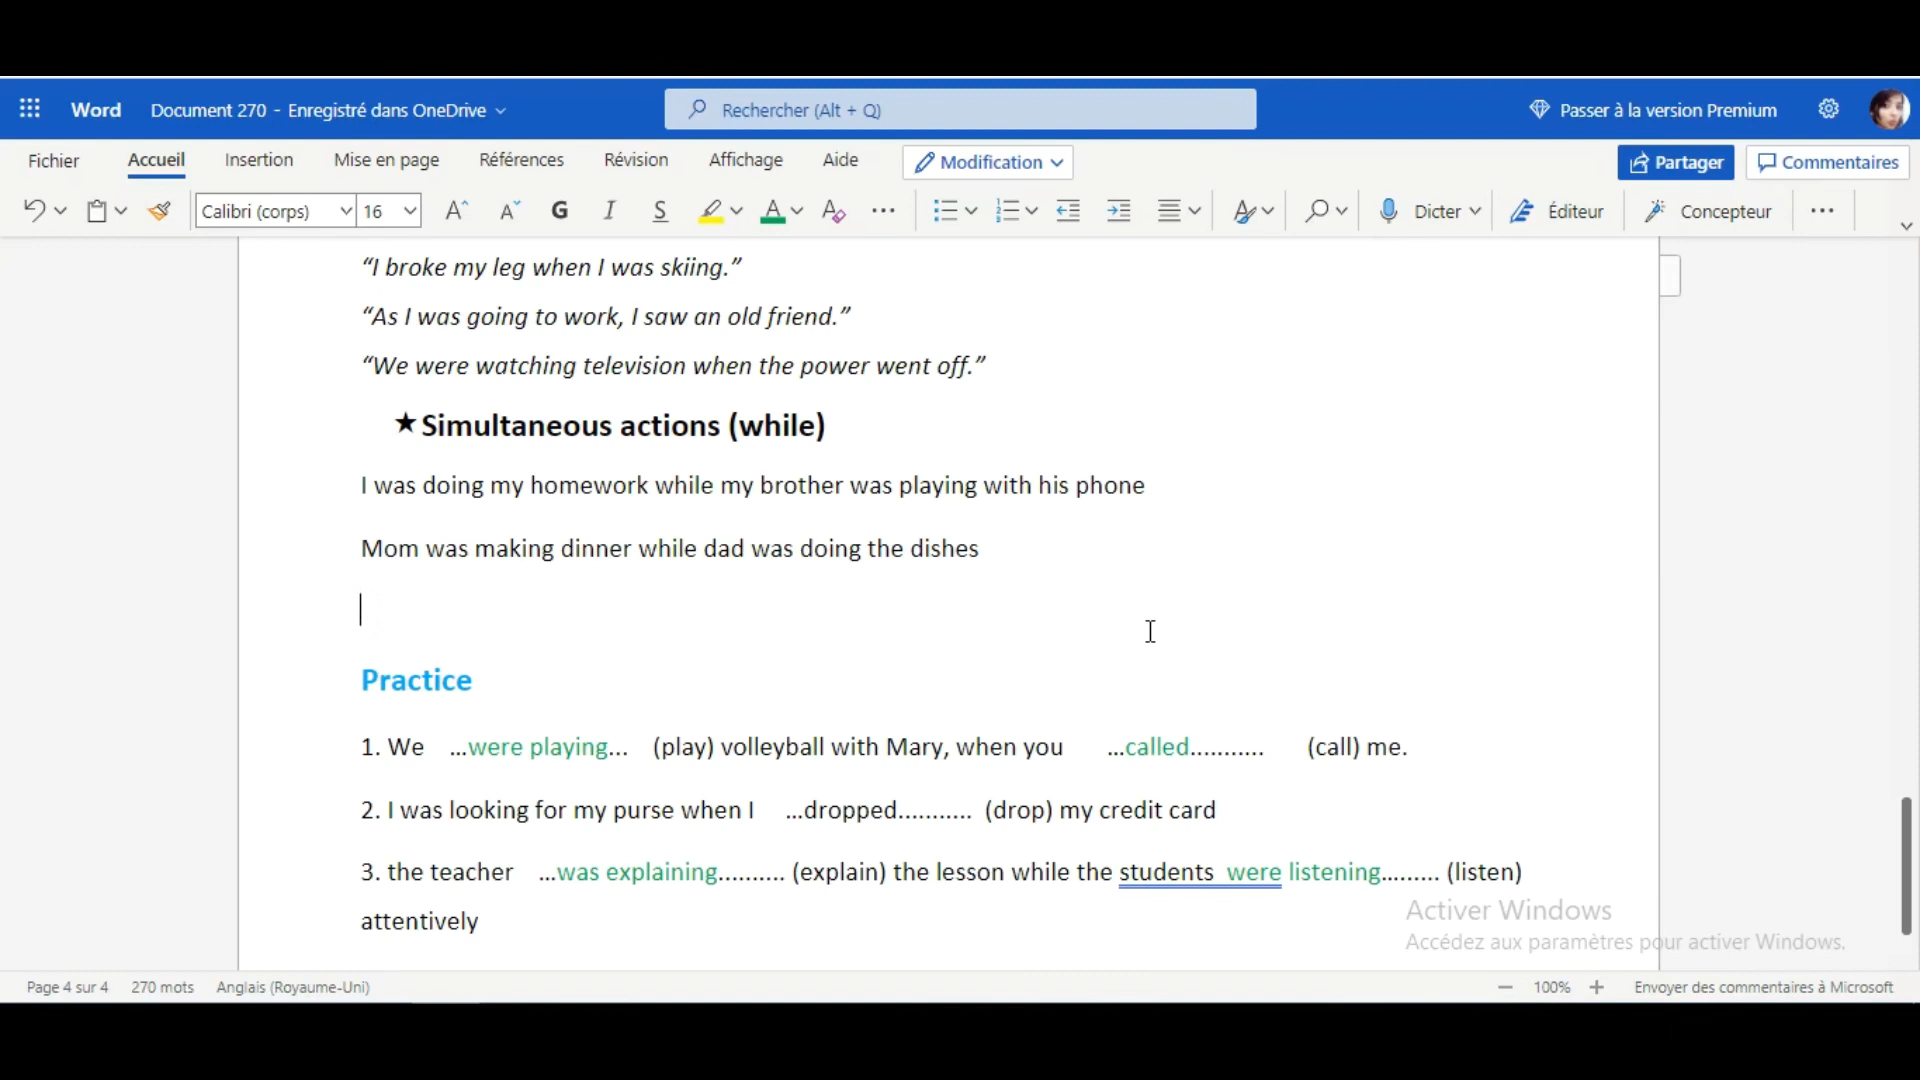 Word Document 270 - Enregistré dans OneDrive Rechercher (Alt + Q) Passer à la version Premium
Fichier Accueil Insertion Mise en page Références Révision Affichage Aide Modification Partager Commentaires
Calibri (corps) 16 A A G I S A A ... Dicter Éditeur Concepteur ...
“I broke my leg when I was skiing.”
“As I was going to work, I saw an old friend.”
“We were watching television when the power went off.”
★ Simultaneous actions (while)
I was doing my homework while my brother was playing with his phone
Mom was making dinner while dad was doing the dishes
Practice
1. We ...were playing... (play) volleyball with Mary, when you ...called........... (call) me.
2. I was looking for my purse when I ...dropped........... (drop) my credit card
3. the teacher ...was explaining.......... (explain) the lesson while the students were listening......... (listen)
attentively
Activer Windows
Accédez aux paramètres pour activer Windows.
Page 4 sur 4 270 mots Anglais (Royaume-Uni) 100% Envoyer des commentaires à Microsoft